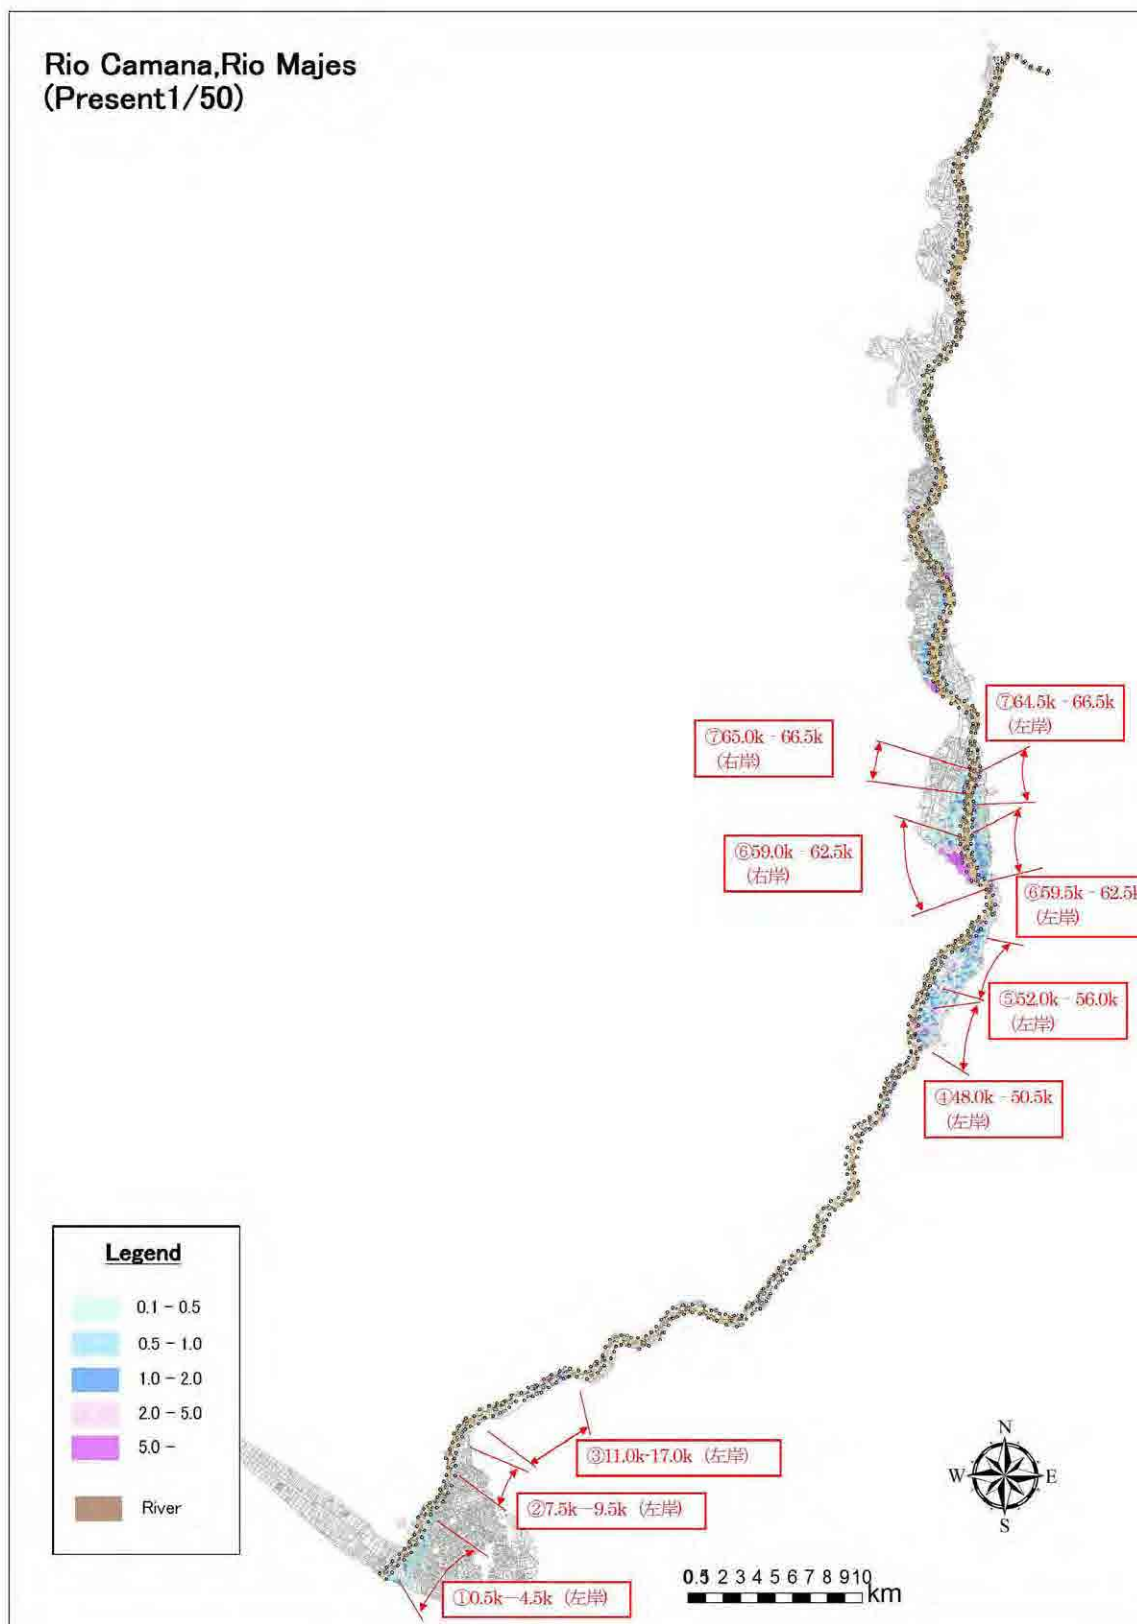 Rio Camana,Rio Majes
(Present1/50)
⑦64.5k - 66.5k
(左岸)
⑦65.0k - 66.5k
(右岸)
⑥59.0k - 62.5k
(右岸)
⑥59.5k - 62.5k
(左岸)
⑤52.0k - 56.0k
(左岸)
④48.0k - 50.5k
(左岸)
Legend
0.1 - 0.5
0.5 - 1.0
1.0 - 2.0
2.0 - 5.0
5.0 -
River
③11.0k-17.0k (左岸)
②7.5k－9.5k (左岸)
①0.5k－4.5k (左岸)
N
W E
S
0.5 1 2 3 4 5 6 7 8 9 10
km